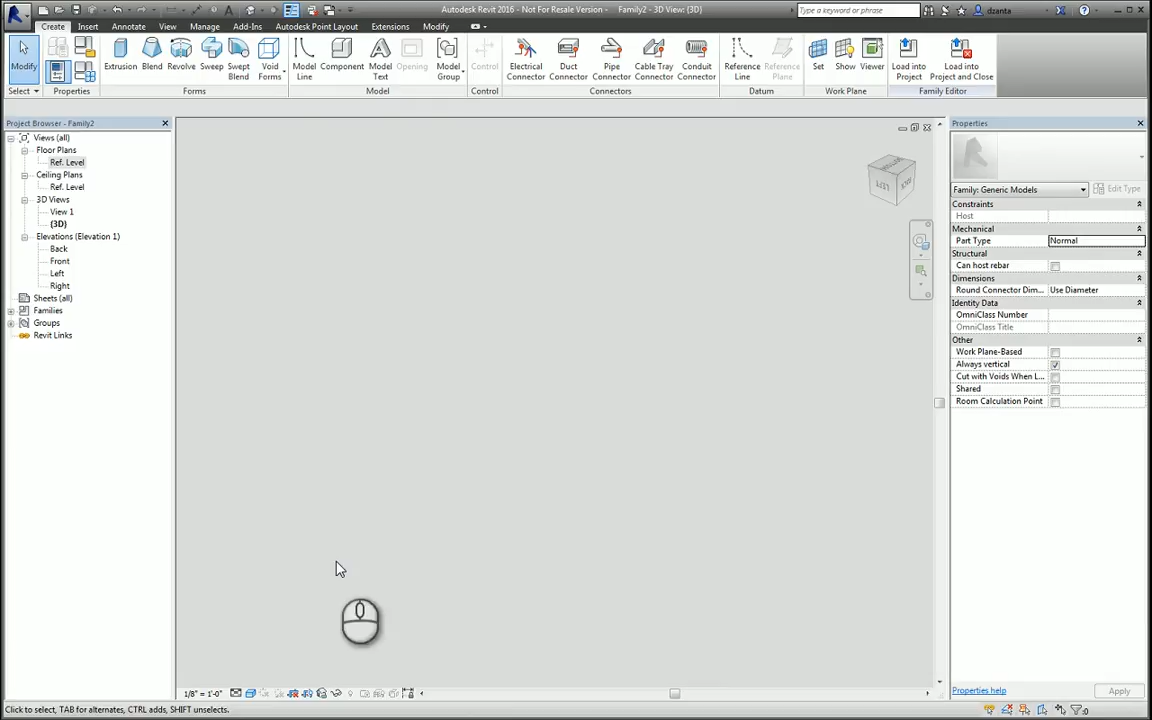 Autodesk Revit 2016 - Not For Resale Version - Family2 - 3D View: {3D}
Type a keyword or phrase
dzanta
Create Insert Annotate View Manage Add-Ins Autodesk Point Layout Extensions Modify
Modify
Extrusion Blend Revolve Sweep Swept Blend Void Forms
Model Line Component Model Text Opening Model Group
Control
Electrical Connector Duct Connector Pipe Connector Cable Tray Connector Conduit Connector
Reference Line Reference Plane
Set Show Viewer
Load into Project Load into Project and Close
Select Properties Forms Model Control Connectors Datum Work Plane Family Editor
Project Browser - Family2
Views (all)
Floor Plans
Ref. Level
Ceiling Plans
Ref. Level
3D Views
View 1
{3D}
Elevations (Elevation 1)
Back
Front
Left
Right
Sheets (all)
Families
Groups
Revit Links
LEFT
BACK
Properties
Family: Generic Models
Edit Type
Constraints
Host
Mechanical
Part Type Normal
Structural
Can host rebar
Dimensions
Round Connector Dim... Use Diameter
Identity Data
OmniClass Number
OmniClass Title
Other
Work Plane-Based
Always vertical
Cut with Voids When L...
Shared
Room Calculation Point
Properties help
Apply
1/8" = 1'-0"
Click to select, TAB for alternates, CTRL adds, SHIFT unselects.
:0